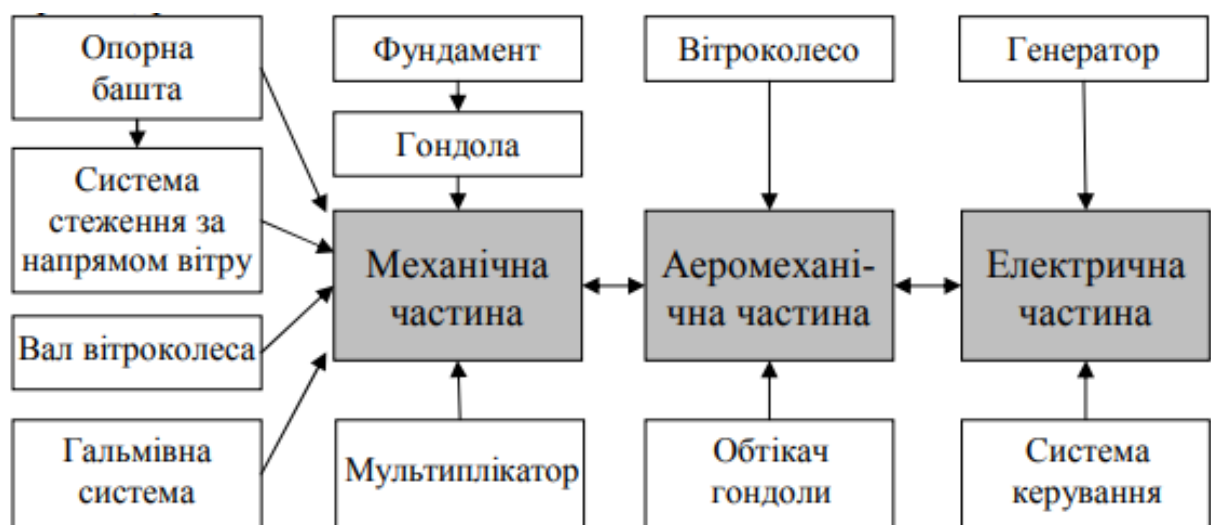 Опорна
башта
Фундамент
Вітроколесо
Генератор
Гондола
Система
стеження за
напрямом вітру
Механічна
частина
Аеромехані-
чна частина
Електрична
частина
Вал вітроколеса
Гальмівна
система
Мультиплікатор
Обтікач
гондоли
Система
керування